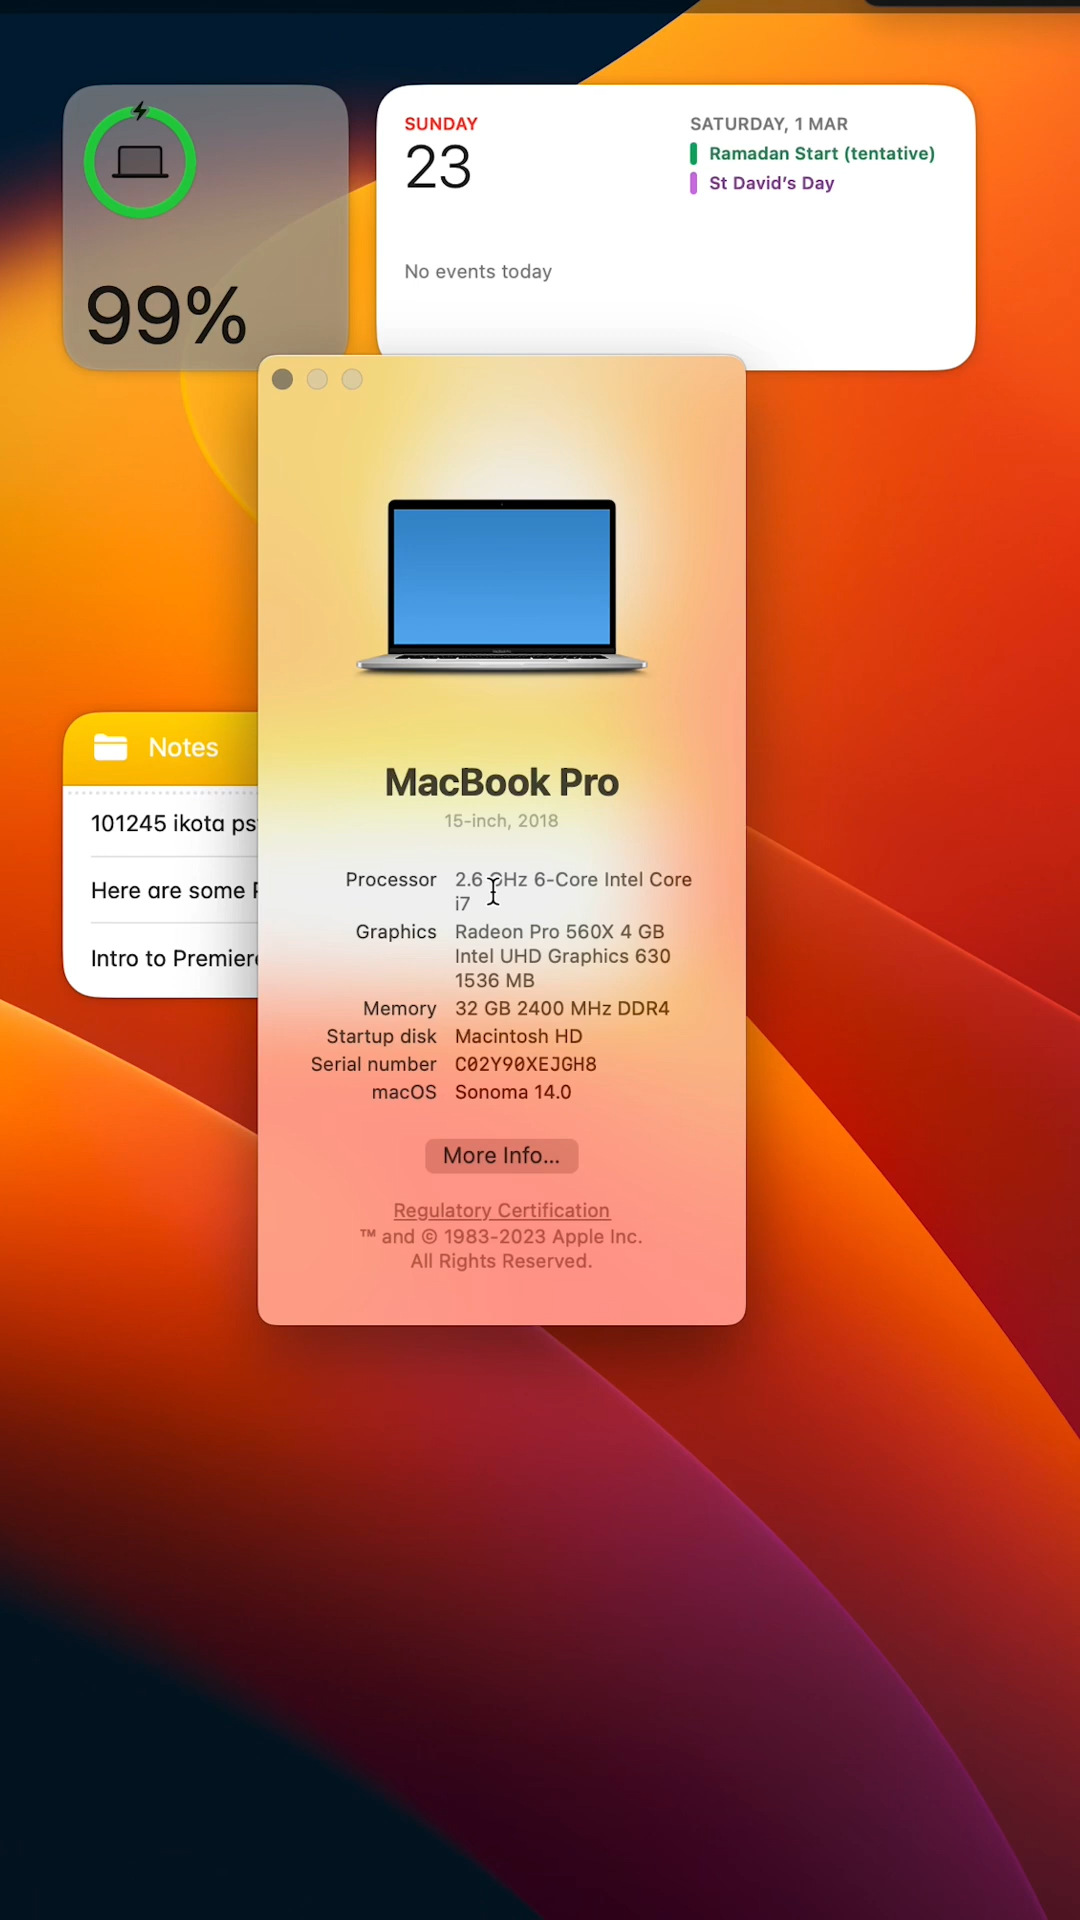 99%
SUNDAY
23
No events today
SATURDAY, 1 MAR
Ramadan Start (tentative)
St David's Day
Notes
101245 ikota
Here are some
Intro to
MacBook Pro
15-inch, 2018
Processor 2.6 GHz 6-Core Intel Core
i7
Graphics Radeon Pro 560X 4 GB
Intel UHD Graphics 630
1536 MB
Memory 32 GB 2400 MHz DDR4
Startup disk Macintosh HD
Serial number C02Y90XEJGH8
macOS Sonoma 14.0
More Info...
Regulatory Certification
™ and © 1983-2023 Apple Inc.
All Rights Reserved.